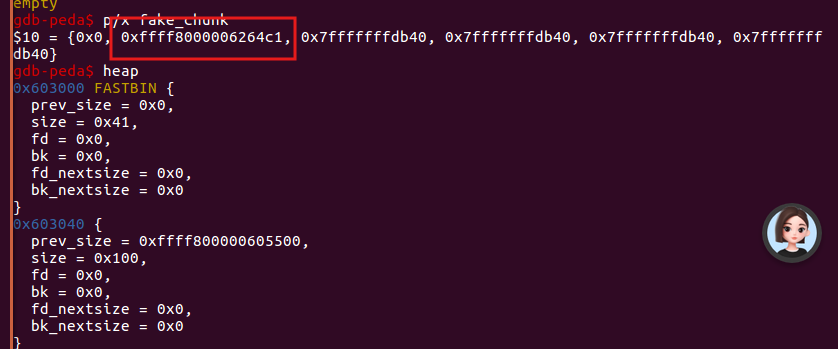 empty
gdb-peda$ p/x fake_chunk
$10 = {0x0, 0xffff8000006264c1, 0x7fffffffdb40, 0x7fffffffdb40, 0x7fffffffdb40, 0x7fffffff
db40}
gdb-peda$ heap
0x603000 FASTBIN {
  prev_size = 0x0,
  size = 0x41,
  fd = 0x0,
  bk = 0x0,
  fd_nextsize = 0x0,
  bk_nextsize = 0x0
}
0x603040 {
  prev_size = 0xffff800000605500,
  size = 0x100,
  fd = 0x0,
  bk = 0x0,
  fd_nextsize = 0x0,
  bk_nextsize = 0x0
}